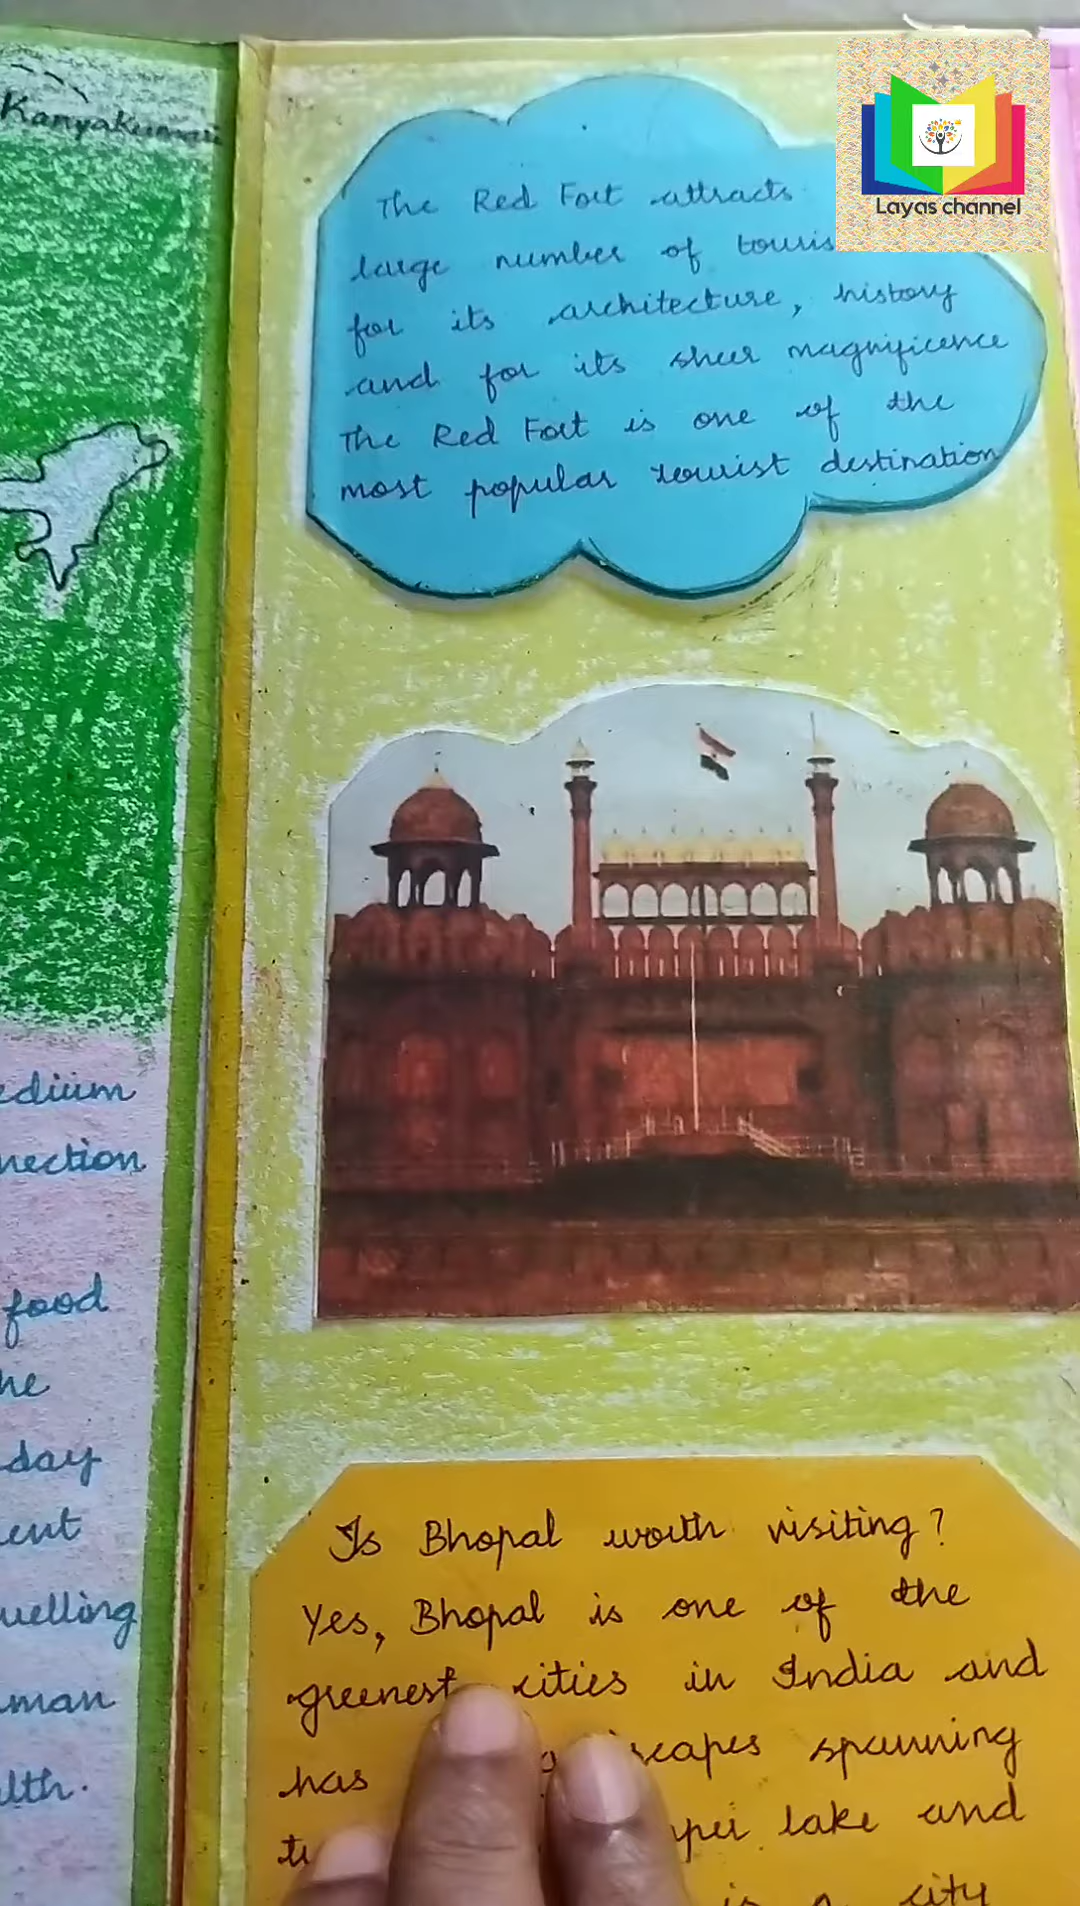 Kanyakumari
edium
nection
food
he
day
ent
velling
man
lth.
The Red Fort attracts
large number of touris
for its architecture, history
and for its sheer magnificence
The Red Fort is one of the
most popular tourist destination
Is Bhopal worth visiting?
Yes, Bhopal is one of the
greenest cities in India and
has scapes spanning
lake and
is a city
Layas channel